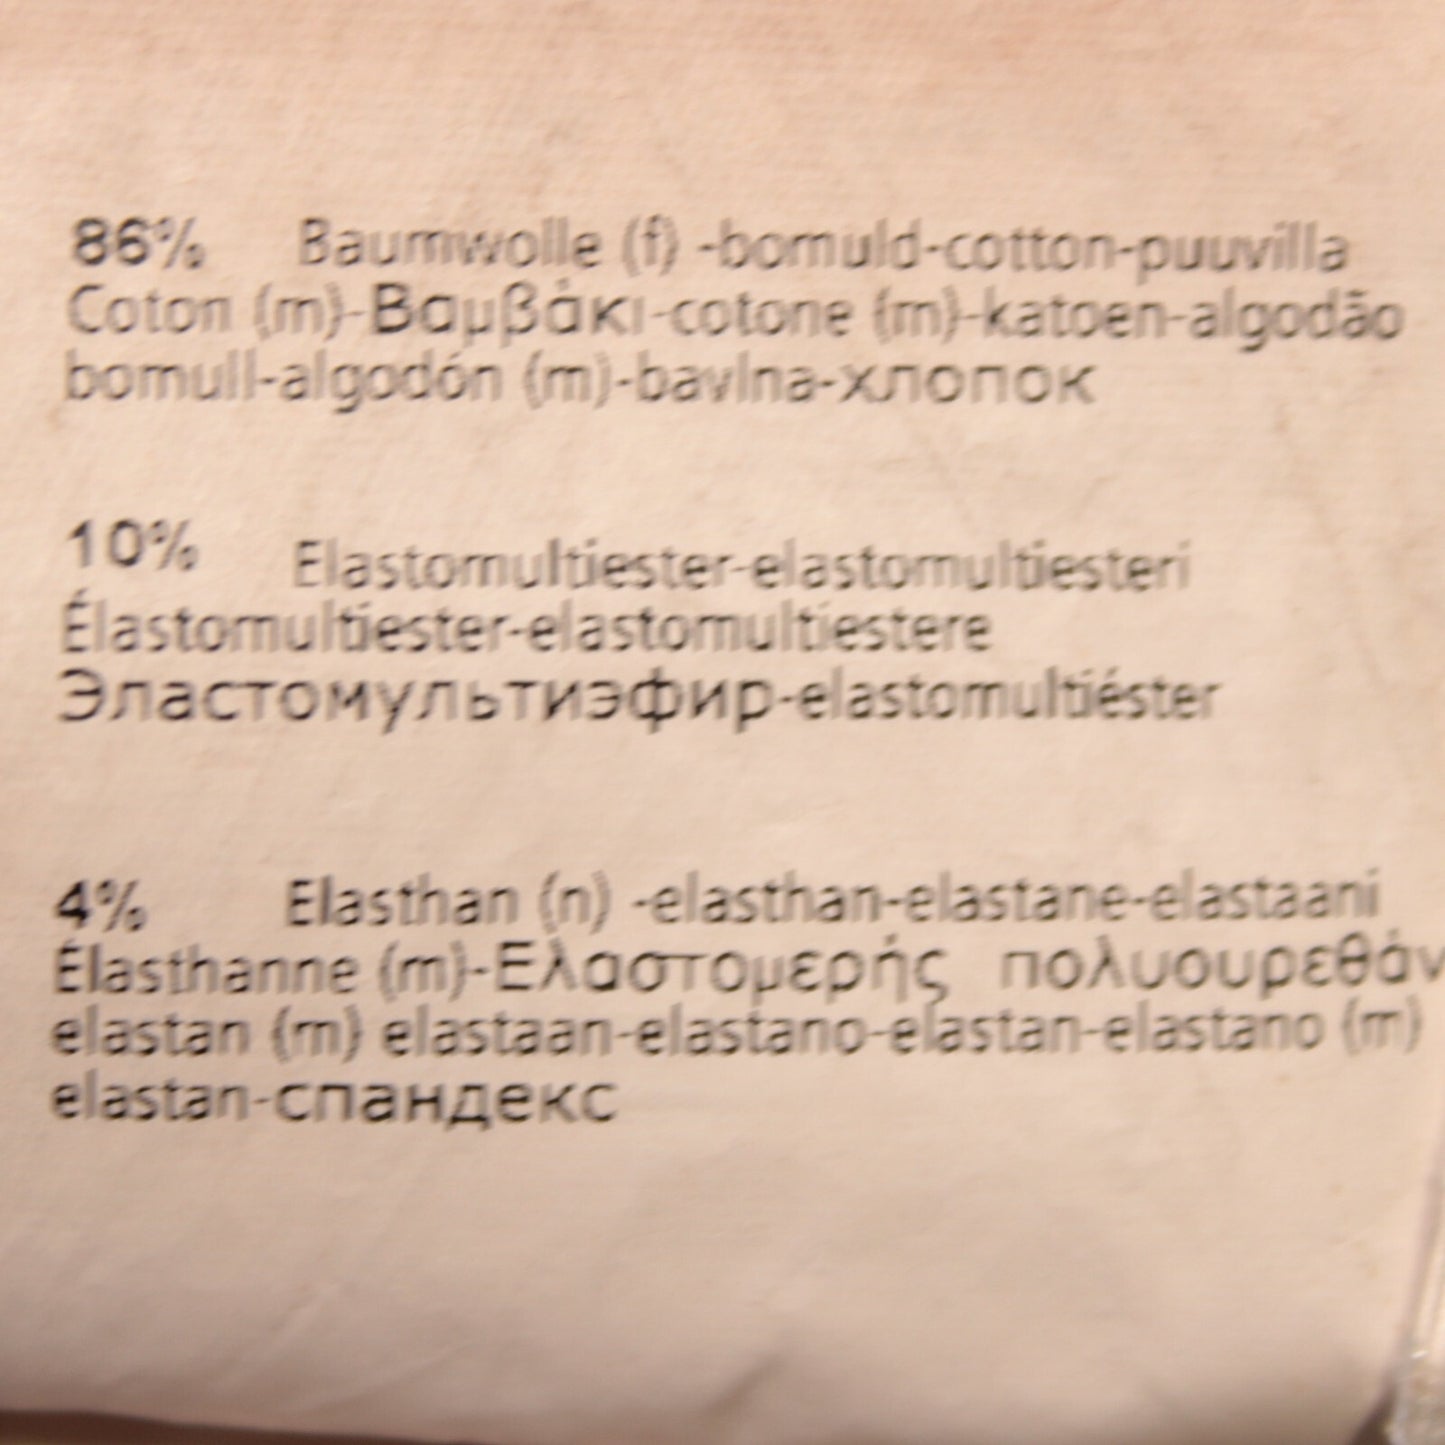 86% Baumwolle (f) -bomuld-cotton-puuvilla
Coton (m)-Βαμβάκι-cotone (m)-katoen-algodão
bomull-algodón (m)-bavlna-хлопок
10% Elastomultiester-elastomultiesteri
Élastomultiester-elastomultiestere
Эластомультиэфир-elastomultiéster
4% Elasthan (n) -elasthan-elastane-elastaani
Élasthanne (m)-Ελαστομερής πολυουρεθάν
elastan (m) elastaan-elastano-elastan-elastano (m)
elastan-спандекс